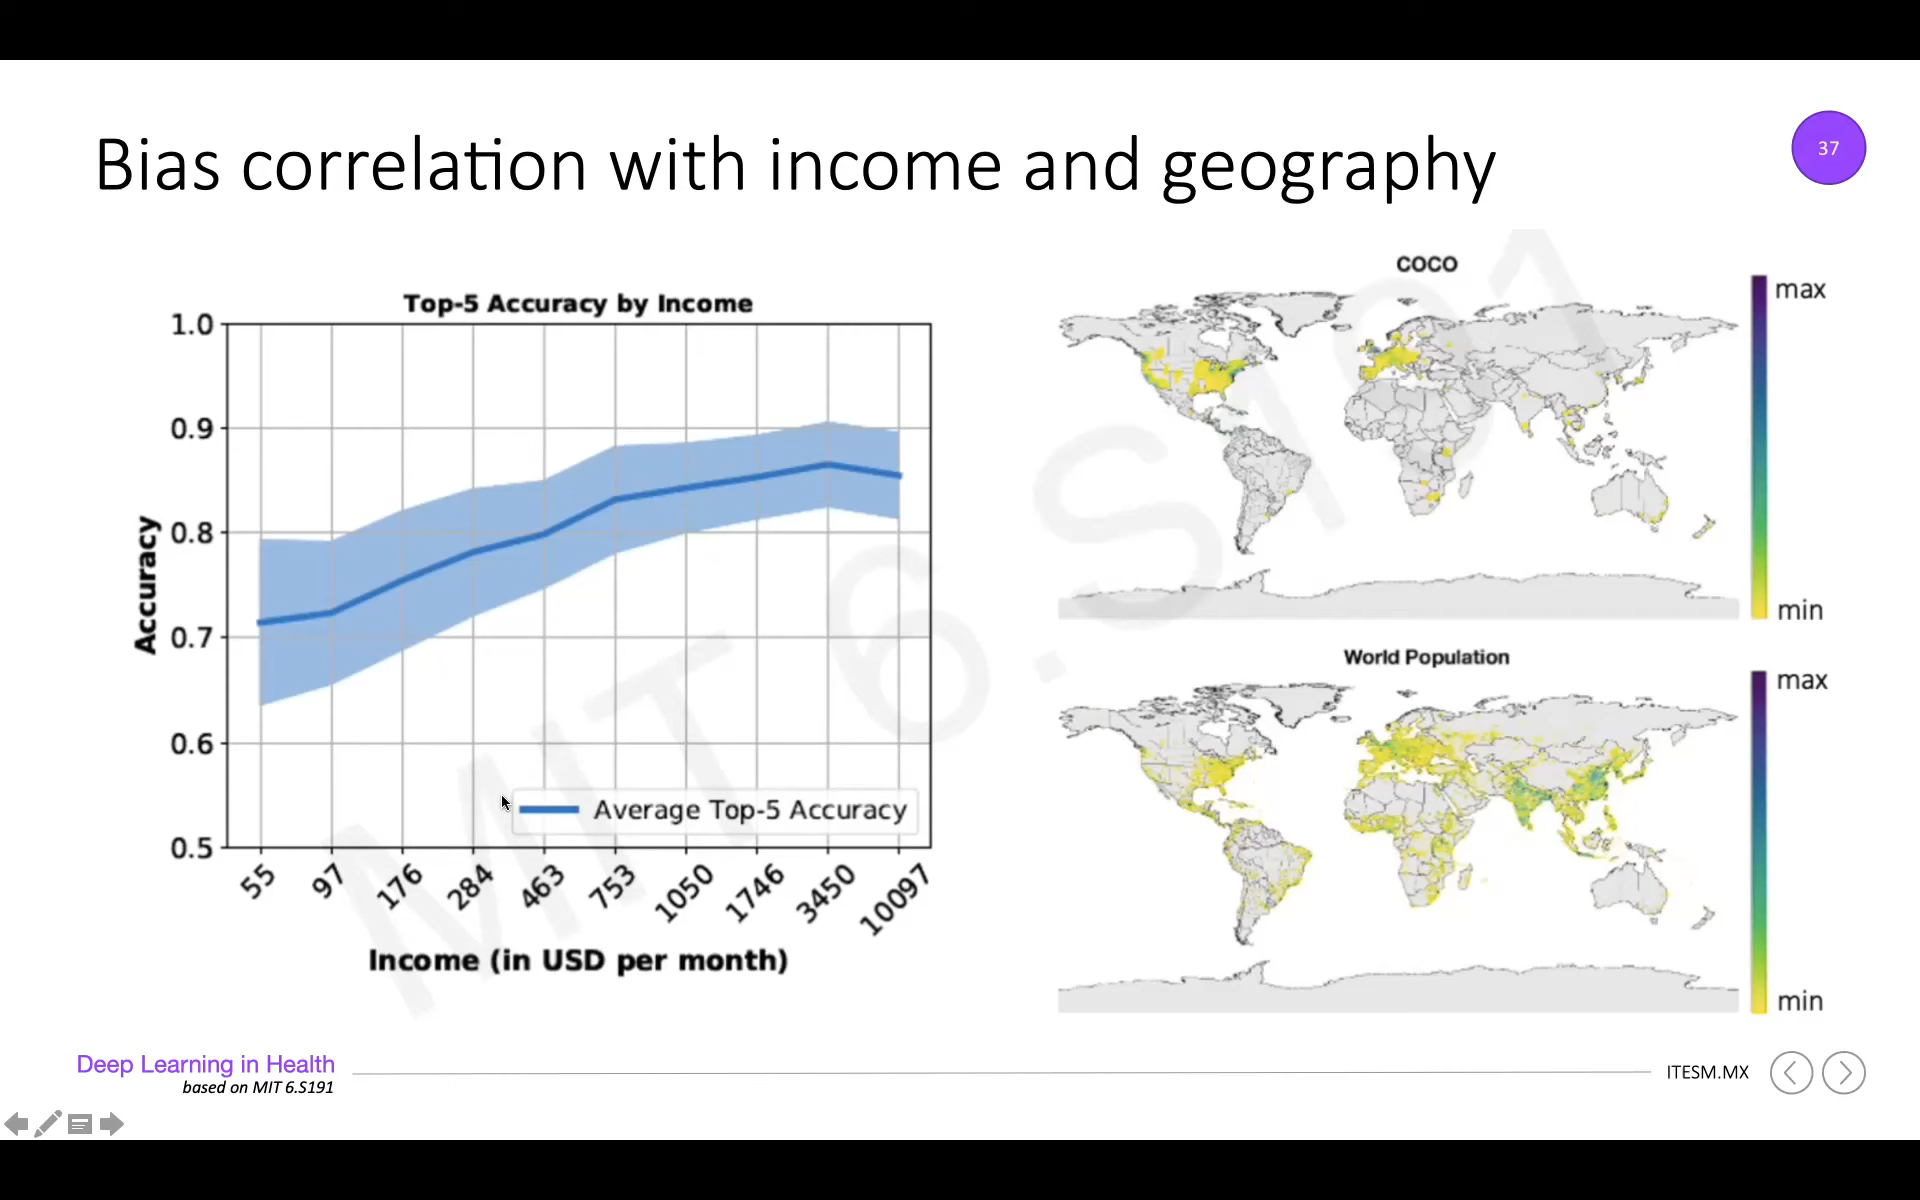 Bias correlation with income and geography
37
Top-5 Accuracy by Income
1.0
0.9
0.8
0.7
0.6
0.5
Accuracy
Average Top-5 Accuracy
55
97
176
284
463
753
1050
1746
3450
10097
Income (in USD per month)
COCO
max
min
World Population
max
min
MIT 6.S191
Deep Learning in Health
based on MIT 6.S191
ITESM.MX